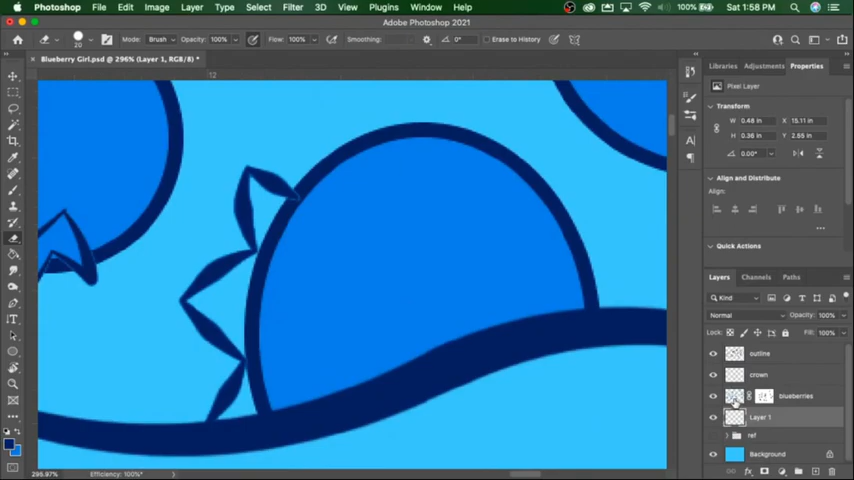 Photoshop File Edit Image Layer Type Select Filter 3D View Plugins Window Help 100% Sat 1:58 PM
Adobe Photoshop 2021
20 Mode: Brush Opacity: 100% Flow: 100% Smoothing: 0° Erase to History
Blueberry Girl.psd @ 296% (Layer 1, RGB/8) *
12
Libraries Adjustments Properties
Pixel Layer
Transform
W 0.48 in X 15.11 in
H 0.36 in Y 2.55 in
0.00°
Align and Distribute
Align:
Quick Actions
Layers Channels Paths
Kind
Normal Opacity: 100%
Lock: Fill: 100%
outline
crown
blueberries
Layer 1
ref
Background
Efficiency: 100%*